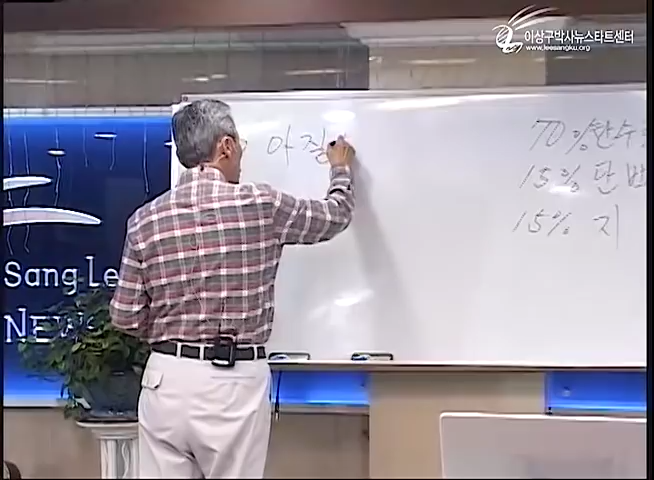 이상구박사뉴스타트센터
www.leesangku.org
아질
70 탄수
15% 단백
15% 지
Sang Le
NEW